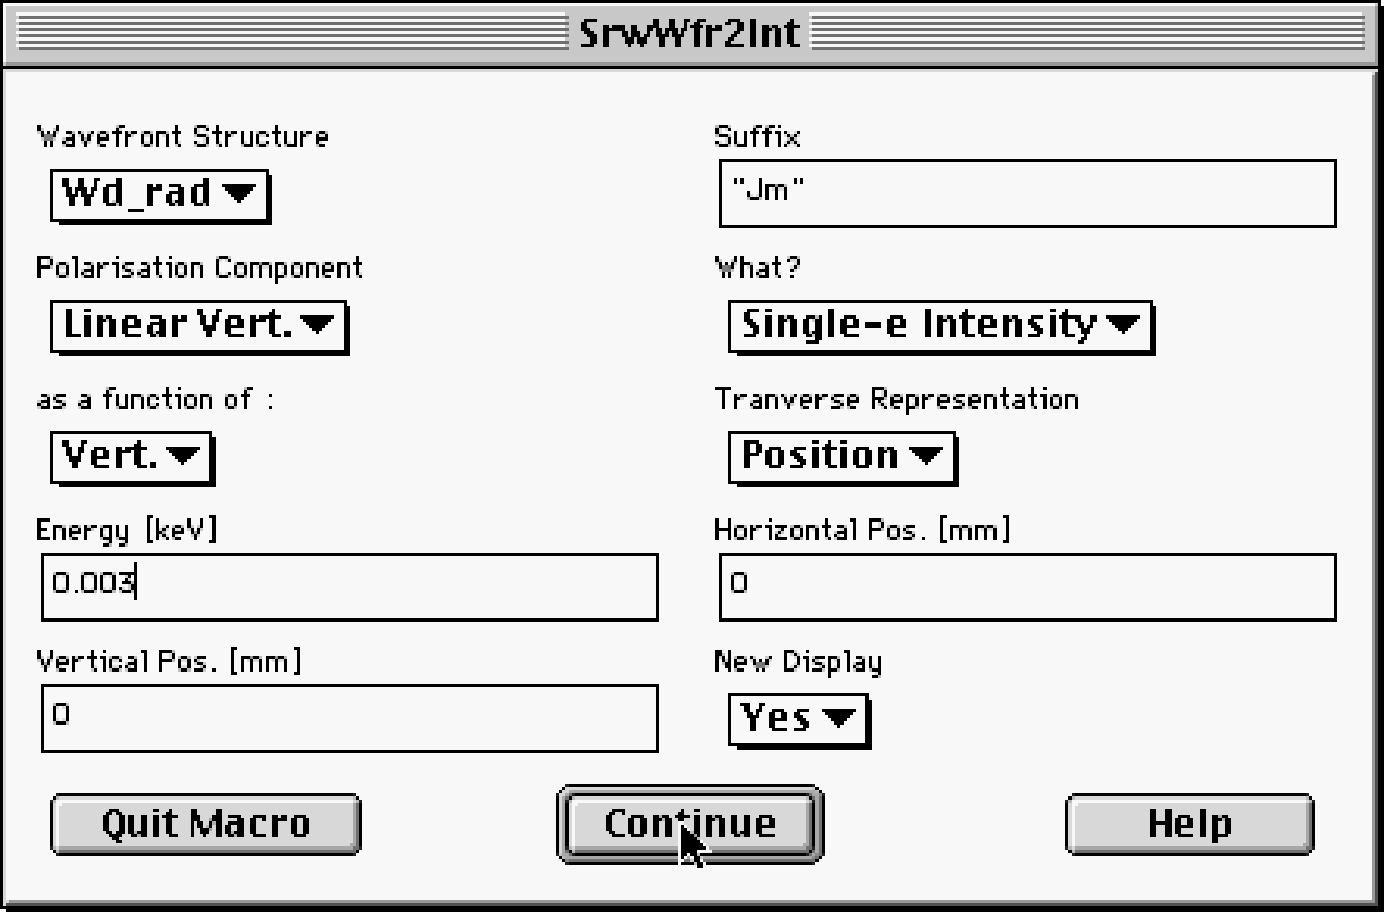 SrwWfr2Int
Wavefront Structure
Wd_rad
Suffix
"Jm"
Polarisation Component
Linear Vert.
What?
Single-e Intensity
as a function of :
Vert.
Tranverse Representation
Position
Energy [keV]
0.003
Horizontal Pos. [mm]
0
Vertical Pos. [mm]
0
New Display
Yes
Quit Macro
Continue
Help